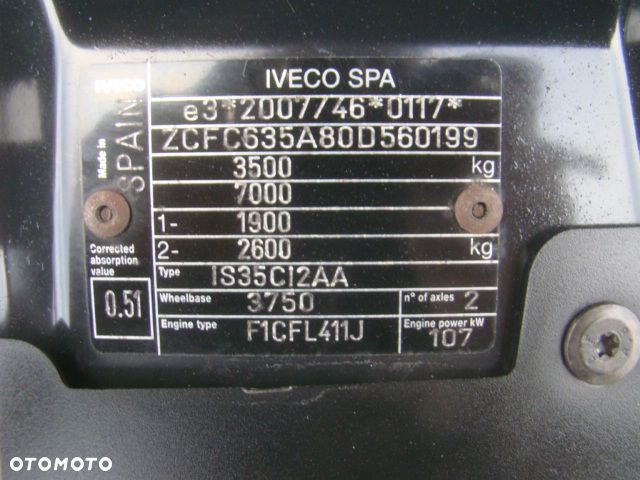 IVECO
IVECO SPA
e3*2007/46*0117*
ZCFC635A80D560199
Made in
SPAIN
3500 kg
7000
1- 1900
2- 2600 kg
Corrected
absorption
value
0.51
Type IS35CI2AA
Wheelbase 3750 n° of axles 2
Engine type F1CFL411J Engine power kW
107
OTOMOTO